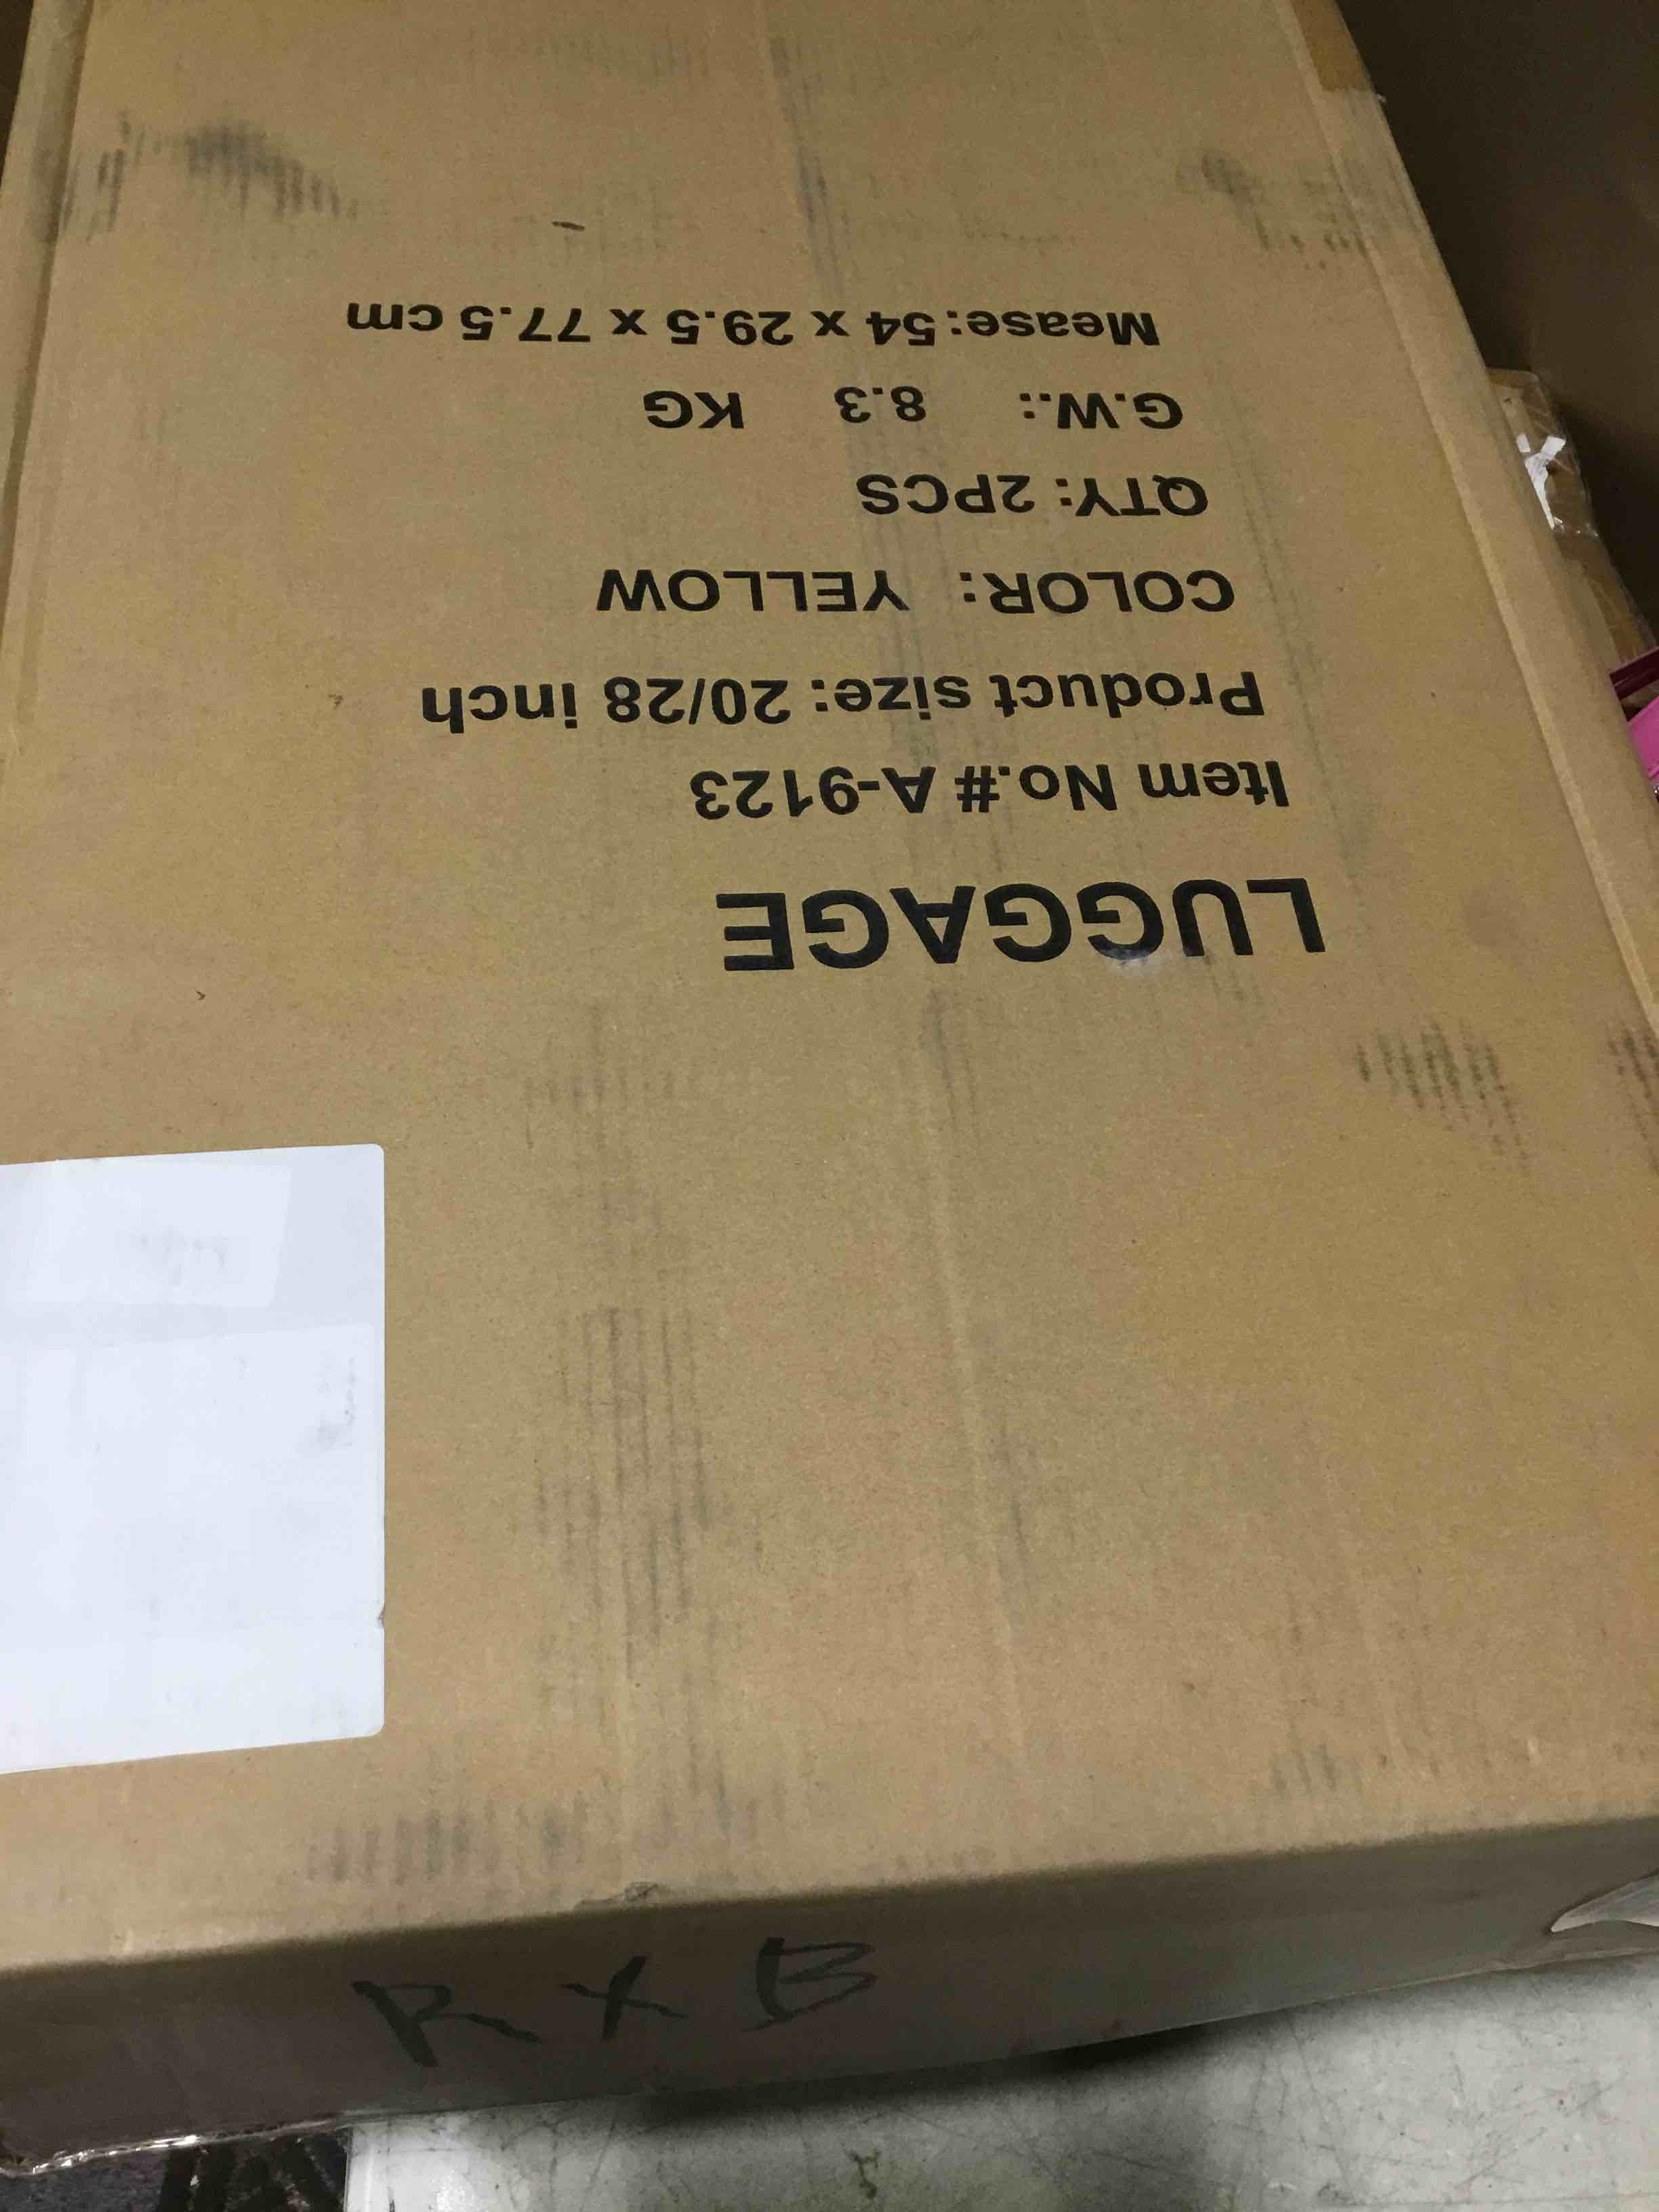 LUGGAGE
Item No.# A-9123
Product size: 20/28 inch
COLOR: YELLOW
QTY: 2PCS
G.W.: 8.3 KG
Mease: 54 x 29.5 x 77.5 cm
R X B